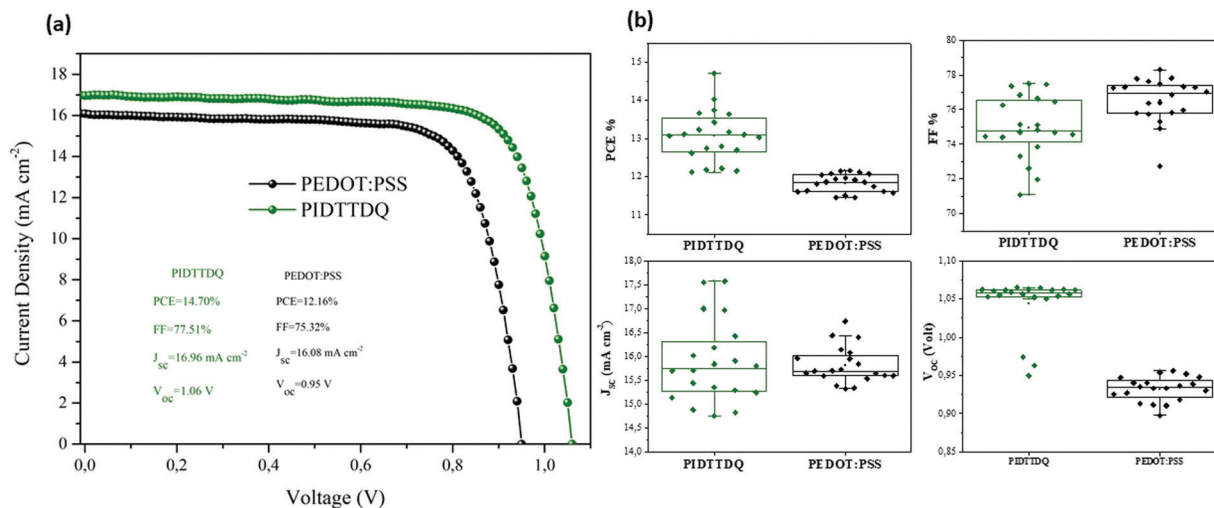 (a)
18
16
14
12
10
8
6
4
2
0
Current Density (mA cm⁻²)
PEDOT:PSS
PIDTTDQ
PIDTTDQ
PCE=14.70%
FF=77.51%
J_sc=16.96 mA cm⁻²
V_oc=1.06 V
PEDOT:PSS
PCE=12.16%
FF=75.32%
J_sc=16.08 mA cm⁻²
V_oc=0.95 V
0,0 0,2 0,4 0,6 0,8 1,0
Voltage (V)
(b)
PCE %
15
14
13
12
11
PIDTTDQ PEDOT:PSS
FF %
80
78
76
74
72
70
PIDTTDQ PEDOT:PSS
J_SC (mA cm⁻²)
18,0
17,5
17,0
16,5
16,0
15,5
15,0
14,5
14,0
PIDTTDQ PEDOT:PSS
V_OC (Volt)
1,10
1,05
1,00
0,95
0,90
0,85
PIDTTDQ PEDOT:PSS